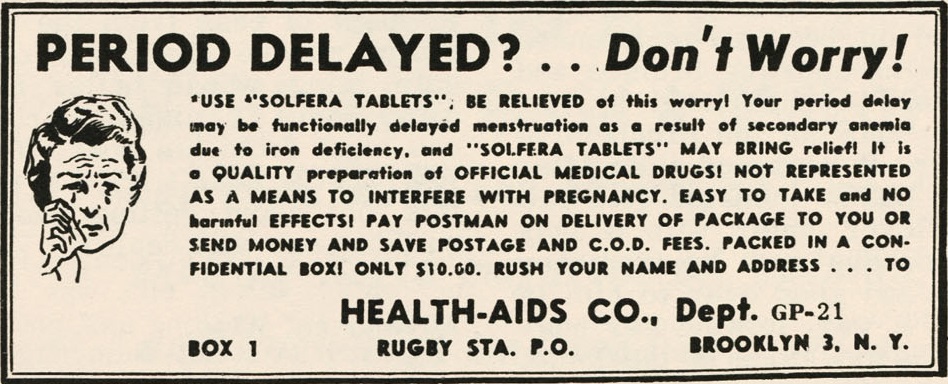 PERIOD DELAYED? . . . Don't Worry!
"USE "SOLFERA TABLETS", BE RELIEVED of this worry! Your period delay
may be functionally delayed menstruation as a result of secondary anemia
due to iron deficiency, and "SOLFERA TABLETS" MAY BRING relief! It is
a QUALITY preparation of OFFICIAL MEDICAL DRUGS! NOT REPRESENTED
AS A MEANS TO INTERFERE WITH PREGNANCY. EASY TO TAKE and NO
harmful EFFECTS! PAY POSTMAN ON DELIVERY OF PACKAGE TO YOU OR
SEND MONEY AND SAVE POSTAGE AND C.O.D. FEES. PACKED IN A CON-
FIDENTIAL BOX! ONLY $10.00. RUSH YOUR NAME AND ADDRESS . . . TO
HEALTH-AIDS CO., Dept. GP-21
BOX 1 RUGBY STA. P.O. BROOKLYN 3, N. Y.